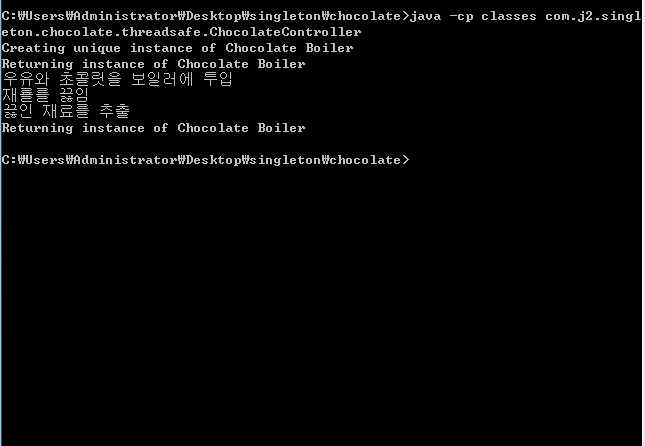 C:₩Users₩Administrator₩Desktop₩singleton₩chocolate>java -cp classes com.j2.singl
eton.chocolate.threadsafe.ChocolateController
Creating unique instance of Chocolate Boiler
Returning instance of Chocolate Boiler
우유와 초콜릿을 보일러에 투입
재룔를 끓임
끓인 재료를 추출
Returning instance of Chocolate Boiler
C:₩Users₩Administrator₩Desktop₩singleton₩chocolate>